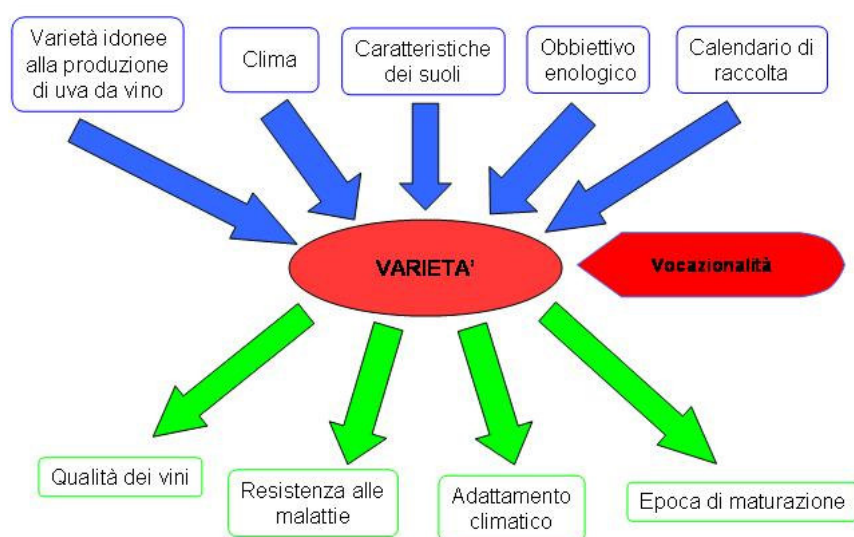 Varietà idonee
alla produzione
di uva da vino
Clima
Caratteristiche
dei suoli
Obbiettivo
enologico
Calendario di
raccolta
VARIETA'
Vocazionalità
Qualità dei vini
Resistenza alle
malattie
Adattamento
climatico
Epoca di maturazione